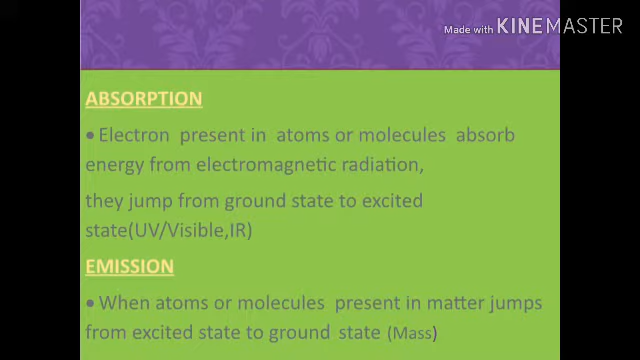 Made with KINEMASTER
ABSORPTION
• Electron present in atoms or molecules absorb
energy from electromagnetic radiation,
they jump from ground state to excited
state(UV/Visible,IR)
EMISSION
• When atoms or molecules present in matter jumps
from excited state to ground state (Mass)